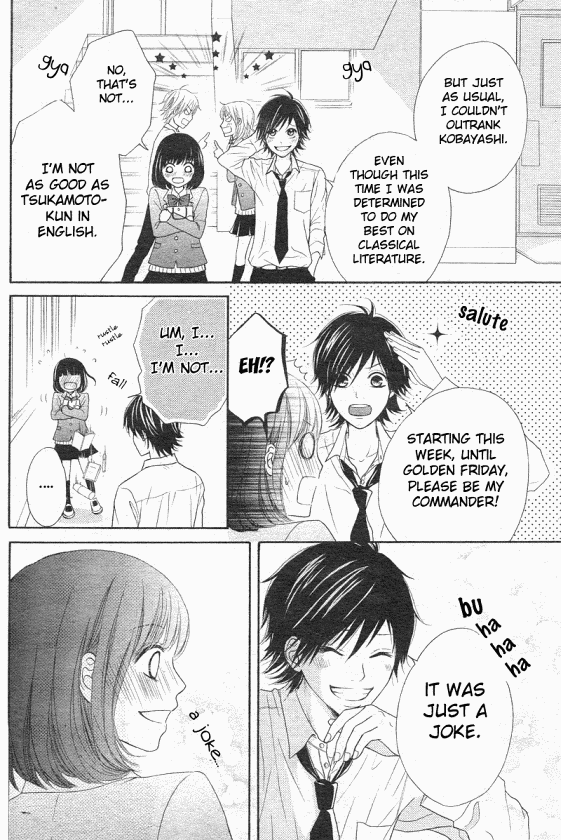 BUT JUST
AS USUAL,
I COULDN'T
OUTRANK
KOBAYASHI.
EVEN
THOUGH THIS
TIME I WAS
DETERMINED
TO DO MY
BEST ON
CLASSICAL
LITERATURE.
gya
gya
NO,
THAT'S
NOT...
I'M NOT
AS GOOD AS
TSUKAMOTO-
KUN IN
ENGLISH.
salute
STARTING THIS
WEEK, UNTIL
GOLDEN FRIDAY,
PLEASE BE MY
COMMANDER!
EH!?
UM, I...
I...
I'M NOT...
rustle
rustle
Fall
....
bu
ha
ha
ha
IT WAS
JUST A
JOKE.
a joke...